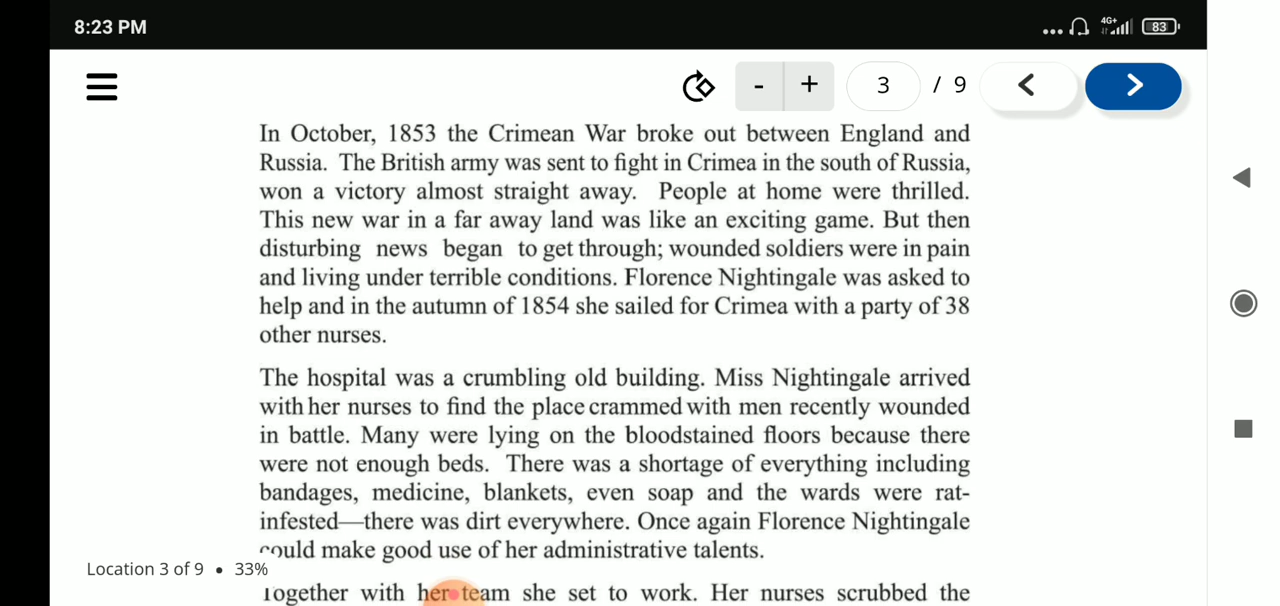 8:23 PM
4G+ 83
- + 3 / 9
In October, 1853 the Crimean War broke out between England and
Russia. The British army was sent to fight in Crimea in the south of Russia,
won a victory almost straight away. People at home were thrilled.
This new war in a far away land was like an exciting game. But then
disturbing news began to get through; wounded soldiers were in pain
and living under terrible conditions. Florence Nightingale was asked to
help and in the autumn of 1854 she sailed for Crimea with a party of 38
other nurses.
The hospital was a crumbling old building. Miss Nightingale arrived
with her nurses to find the place crammed with men recently wounded
in battle. Many were lying on the bloodstained floors because there
were not enough beds. There was a shortage of everything including
bandages, medicine, blankets, even soap and the wards were rat-
infested—there was dirt everywhere. Once again Florence Nightingale
could make good use of her administrative talents.
Location 3 of 9 • 33%
Together with her team she set to work. Her nurses scrubbed the